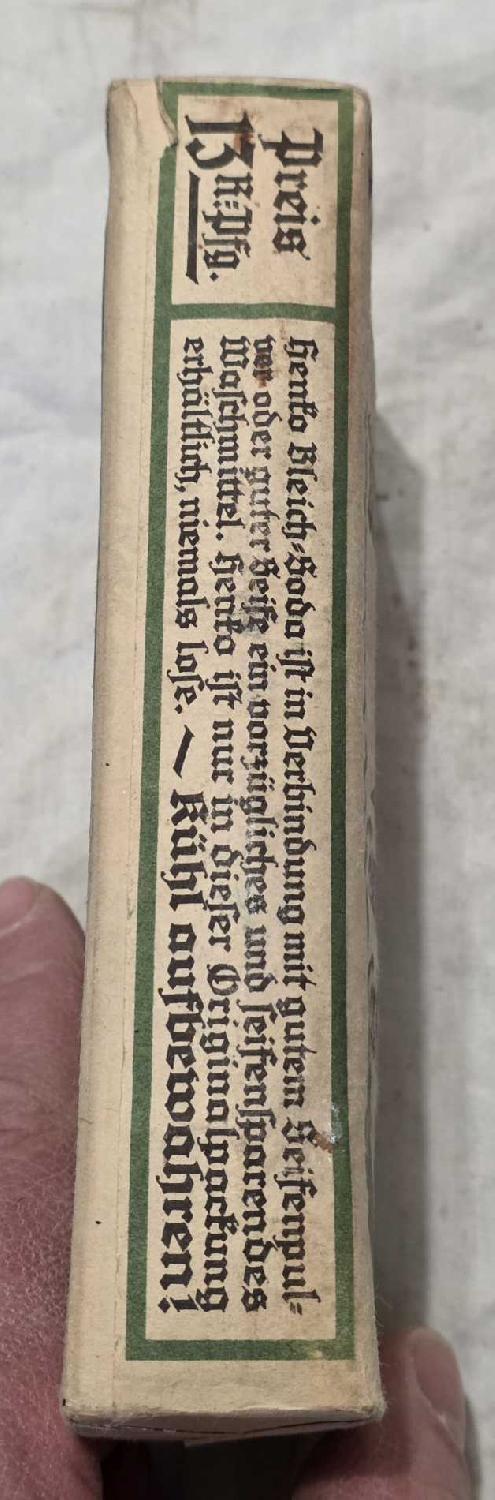 Preis
13 R=Pfg.
Henko Bleich=Soda ist in Verbindung mit gutem Seifenpul=
ver oder guter Seife ein vorzügliches und seifensparendes
Waschmittel. Henko ist nur in dieser Originalpackung
erhältlich, niemals lose. — Kühl aufbewahren!